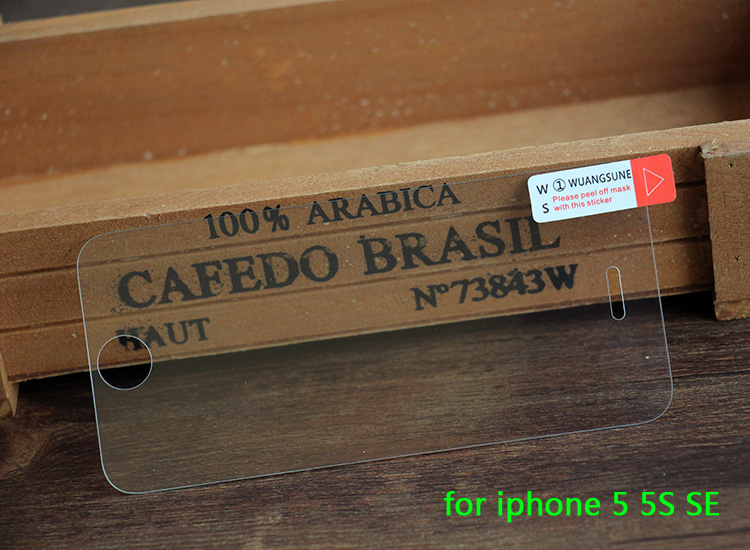 100% ARABICA
CAFEDO BRASIL
Nº73843W
HAUT
W
S
① WUANGSUNE
Please peel off mask
with this sticker
for iphone 5 5S SE